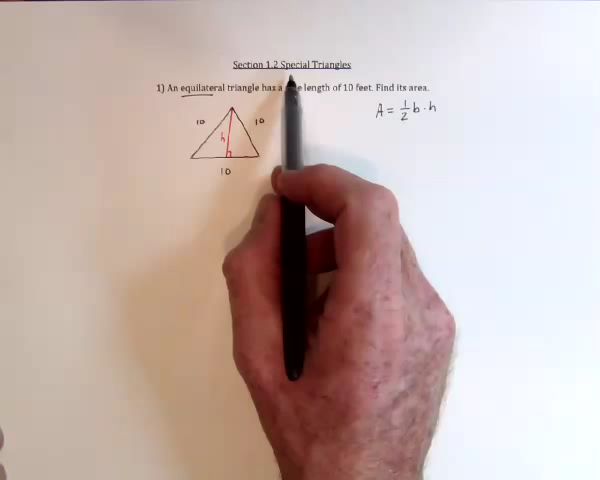 Section 1.2 Special Triangles
1) An equilateral triangle has a length of 10 feet. Find its area.
A = 1/2 b · h
10
10
h
10